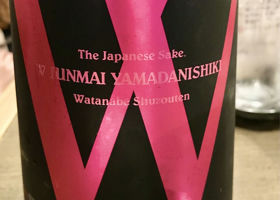 The Japanese Sake.
"W" JUNMAI YAMADANISHIKI
Watanabe Shuzouten